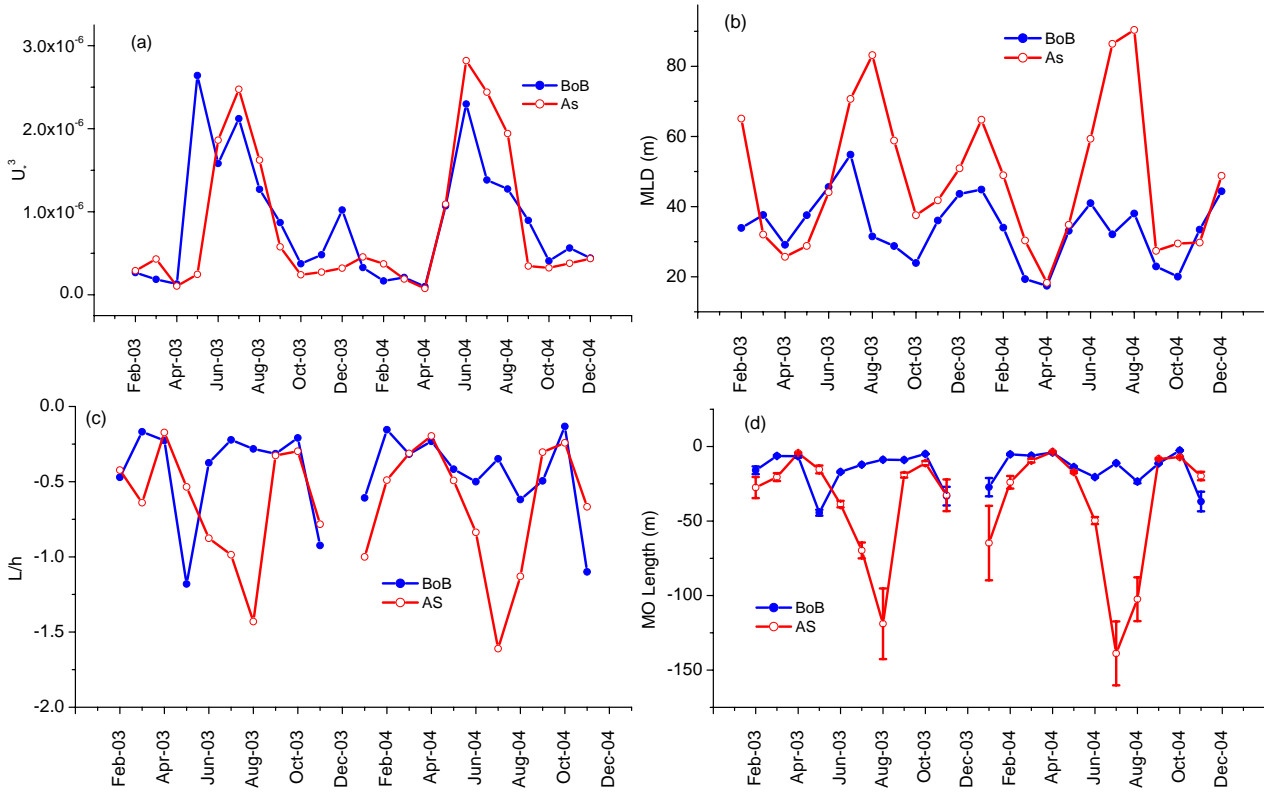 (a)
3.0x10⁻⁶
2.0x10⁻⁶
1.0x10⁻⁶
0.0
U*³
BoB
As
Feb-03
Apr-03
Jun-03
Aug-03
Oct-03
Dec-03
Feb-04
Apr-04
Jun-04
Aug-04
Oct-04
Dec-04
(b)
80
60
40
20
MLD (m)
BoB
As
Feb-03
Apr-03
Jun-03
Aug-03
Oct-03
Dec-03
Feb-04
Apr-04
Jun-04
Aug-04
Oct-04
Dec-04
(c)
0.0
-0.5
-1.0
-1.5
-2.0
L/h
BoB
AS
Feb-03
Apr-03
Jun-03
Aug-03
Oct-03
Dec-03
Feb-04
Apr-04
Jun-04
Aug-04
Oct-04
Dec-04
(d)
0
-50
-100
-150
MO Length (m)
BoB
AS
Feb-03
Apr-03
Jun-03
Aug-03
Oct-03
Dec-03
Feb-04
Apr-04
Jun-04
Aug-04
Oct-04
Dec-04